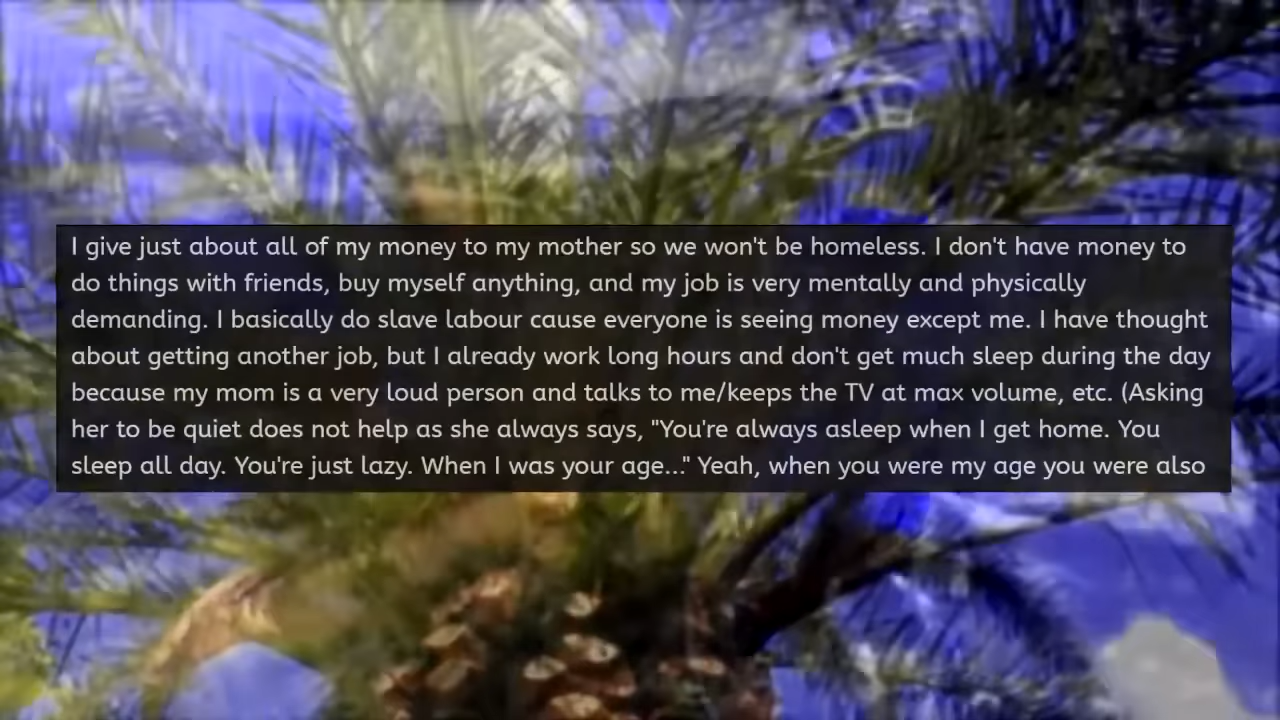 I give just about all of my money to my mother so we won't be homeless. I don't have money to
do things with friends, buy myself anything, and my job is very mentally and physically
demanding. I basically do slave labour cause everyone is seeing money except me. I have thought
about getting another job, but I already work long hours and don't get much sleep during the day
because my mom is a very loud person and talks to me/keeps the TV at max volume, etc. (Asking
her to be quiet does not help as she always says, "You're always asleep when I get home. You
sleep all day. You're just lazy. When I was your age..." Yeah, when you were my age you were also